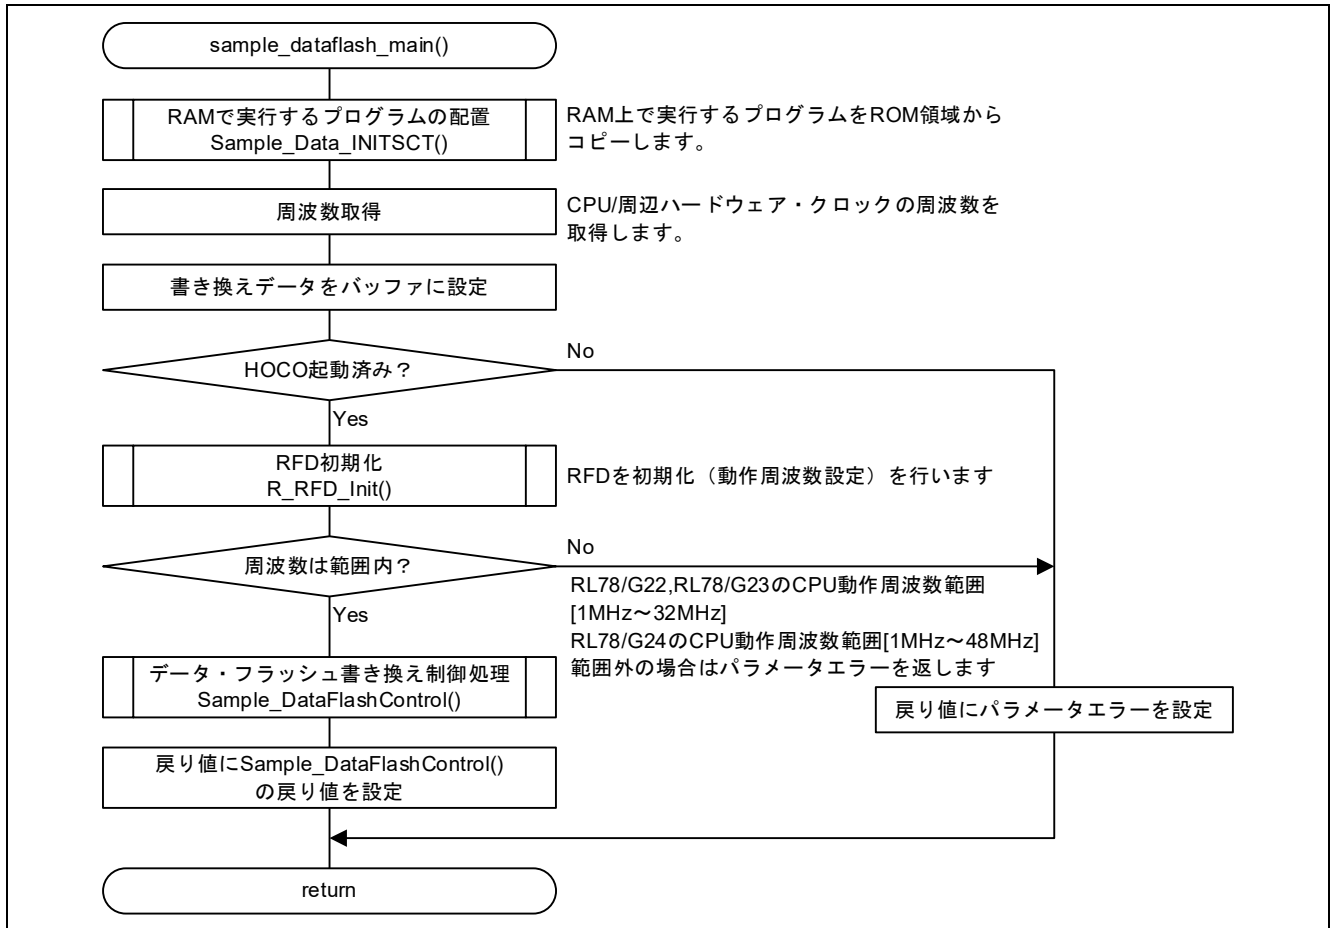 sample_dataflash_main()
RAMで実行するプログラムの配置
Sample_Data_INITSCT()
RAM上で実行するプログラムをROM領域から
コピーします。
周波数取得
CPU/周辺ハードウェア・クロックの周波数を
取得します。
書き換えデータをバッファに設定
HOCO起動済み？
No
Yes
RFD初期化
R_RFD_Init()
RFDを初期化（動作周波数設定）を行います
周波数は範囲内？
No
Yes
RL78/G22,RL78/G23のCPU動作周波数範囲
[1MHz～32MHz]
RL78/G24のCPU動作周波数範囲[1MHz～48MHz]
範囲外の場合はパラメータエラーを返します
データ・フラッシュ書き換え制御処理
Sample_DataFlashControl()
戻り値にパラメータエラーを設定
戻り値にSample_DataFlashControl()
の戻り値を設定
return